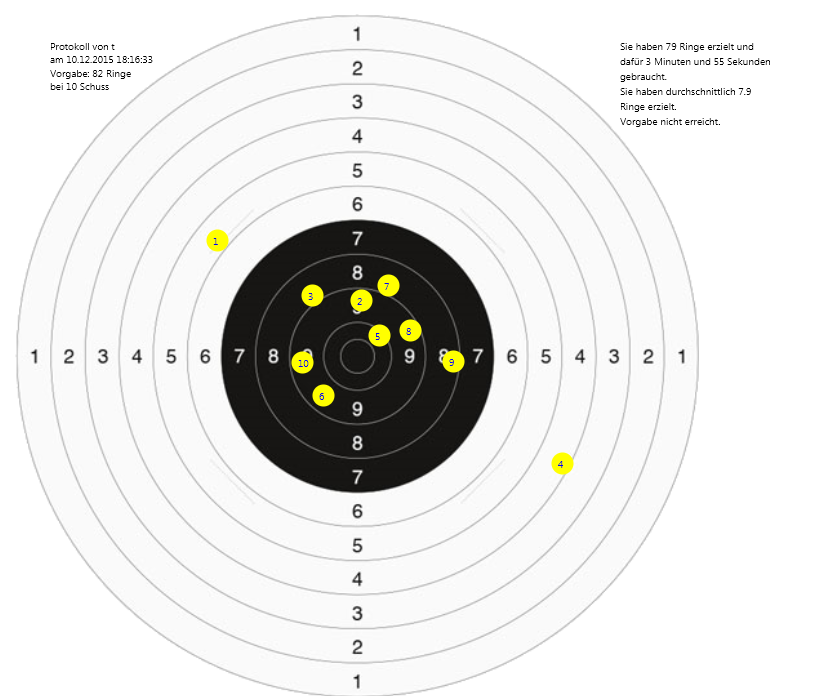 Protokoll von t
am 10.12.2015 18:16:33
Vorgabe: 82 Ringe
bei 10 Schuss
Sie haben 79 Ringe erzielt und
dafür 3 Minuten und 55 Sekunden
gebraucht.
Sie haben durchschnittlich 7.9
Ringe erzielt.
Vorgabe nicht erreicht.
1
2
3
4
5
6
7
8
1
7
3
2
8
5
1 2 3 4 5 6 7 8 10 9 9 7 6 5 4 3 2 1
6
9
8
4
7
6
5
4
3
2
1